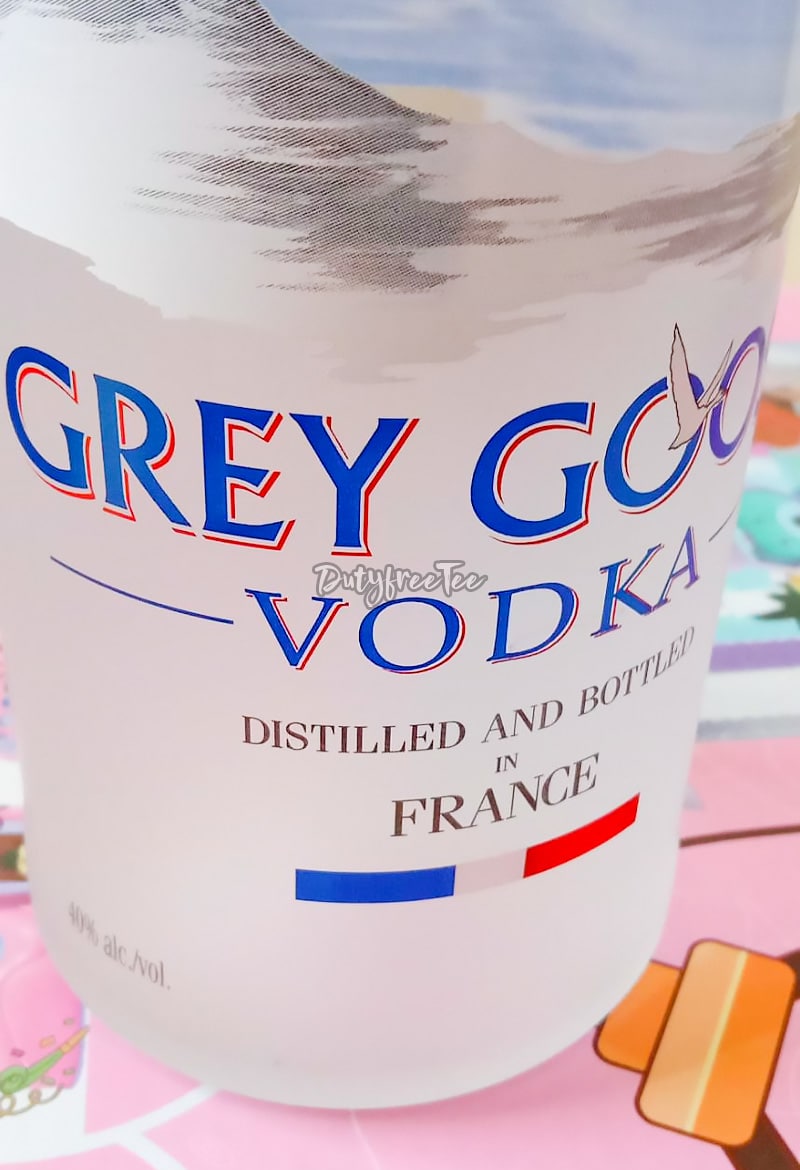 GREY GOO
DutyfreeTee
VODKA
DISTILLED AND BOTTLED
IN
FRANCE
40% alc./vol.